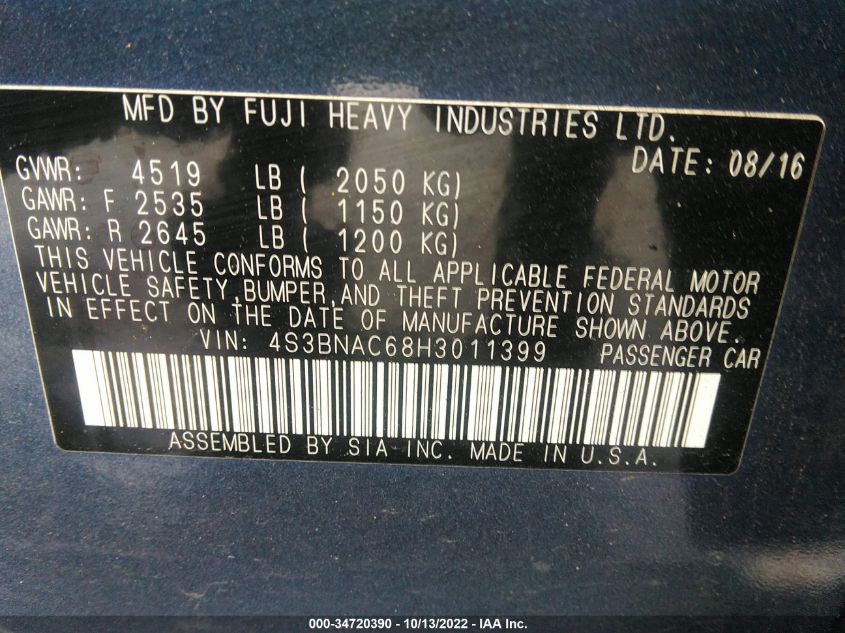 MFD BY FUJI HEAVY INDUSTRIES LTD.
DATE: 08/16
GVWR: 4519 LB ( 2050 KG)
GAWR: F 2535 LB ( 1150 KG)
GAWR: R 2645 LB ( 1200 KG)
THIS VEHICLE CONFORMS TO ALL APPLICABLE FEDERAL MOTOR
VEHICLE SAFETY,BUMPER,AND THEFT PREVENTION STANDARDS
IN EFFECT ON THE DATE OF MANUFACTURE SHOWN ABOVE.
VIN: 4S3BNAC68H3011399 PASSENGER CAR
ASSEMBLED BY SIA INC. MADE IN U.S.A.
000-34720390 - 10/13/2022 - IAA Inc.